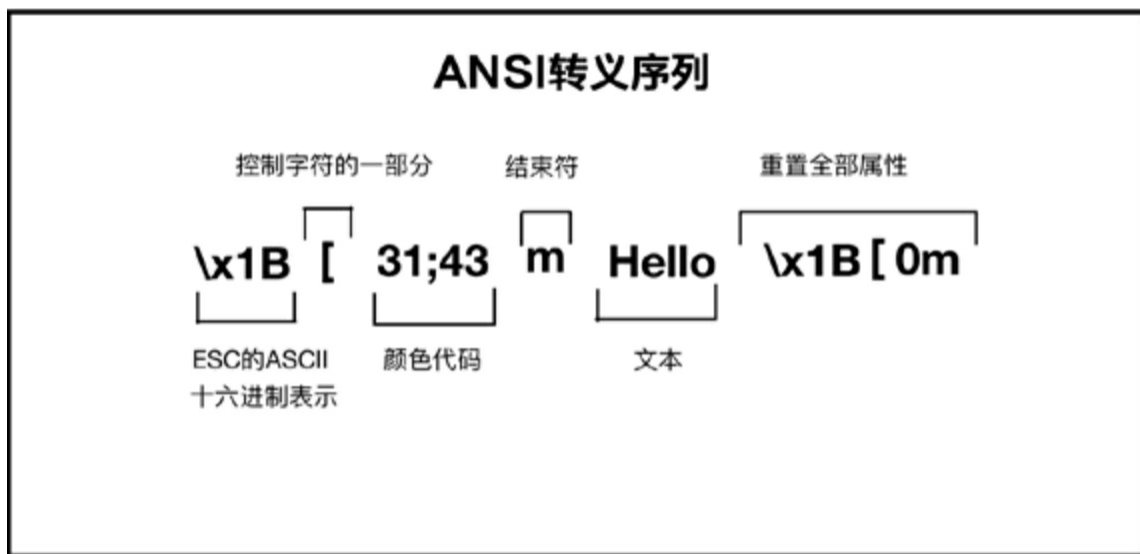 ANSI转义序列
控制字符的一部分 结束符 重置全部属性
\x1B [ 31;43 m Hello \x1B [ 0m
ESC的ASCII 颜色代码 文本
十六进制表示